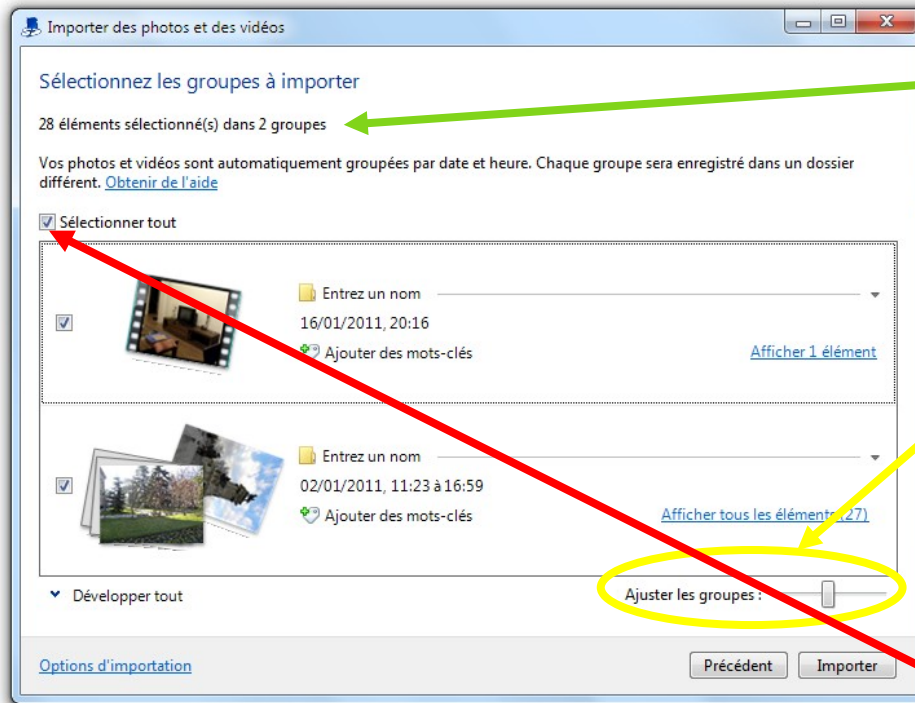 Importer des photos et des vidéos
Sélectionnez les groupes à importer
28 éléments sélectionné(s) dans 2 groupes
Vos photos et vidéos sont automatiquement groupées par date et heure. Chaque groupe sera enregistré dans un dossier
différent. Obtenir de l'aide
Sélectionner tout
Entrez un nom
16/01/2011, 20:16
Ajouter des mots-clés
Afficher 1 élément
Entrez un nom
02/01/2011, 11:23 à 16:59
Ajouter des mots-clés
Afficher tous les éléments (27)
Développer tout
Ajuster les groupes :
Options d'importation
Précédent
Importer